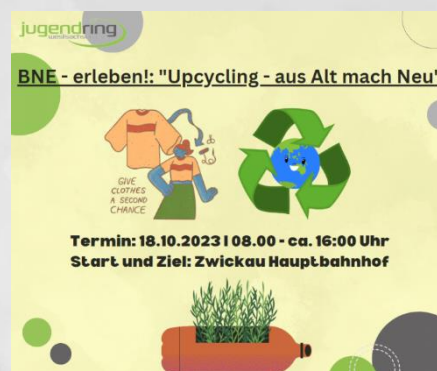 jugendring
westsachsen
BNE - erleben!: "Upcycling - aus Alt mach Neu"
GIVE
CLOTHES
A SECOND
CHANCE
Termin: 18.10.2023 I 08.00 - ca. 16:00 Uhr
Start und Ziel: Zwickau Hauptbahnhof